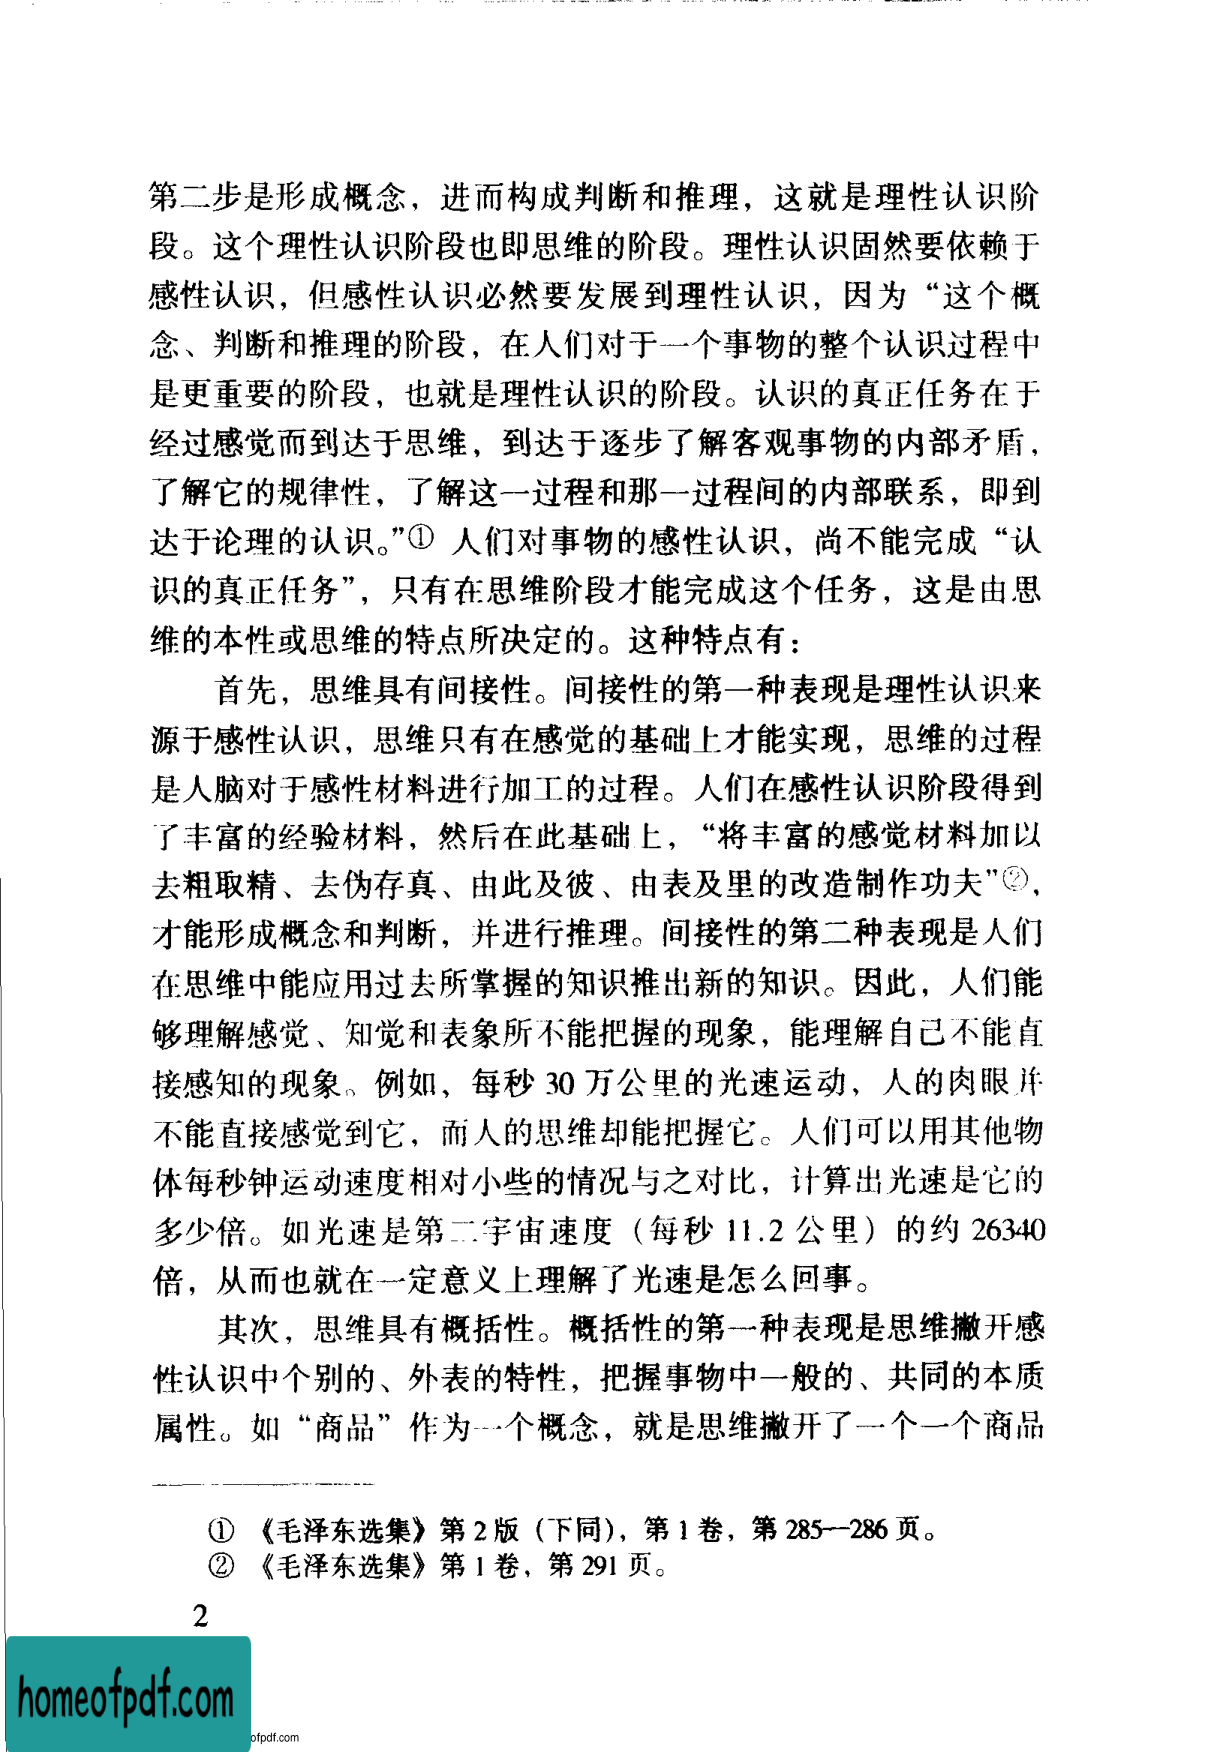 第二步是形成概念，进而构成判断和推理，这就是理性认识阶
段。这个理性认识阶段也即思维的阶段。理性认识固然要依赖于
感性认识，但感性认识必然要发展到理性认识，因为“这个概
念、判断和推理的阶段，在人们对于一个事物的整个认识过程中
是更重要的阶段，也就是理性认识的阶段。认识的真正任务在于
经过感觉而到达于思维，到达于逐步了解客观事物的内部矛盾，
了解它的规律性，了解这一过程和那一过程间的内部联系，即到
达于论理的认识。”① 人们对事物的感性认识，尚不能完成“认
识的真正任务”，只有在思维阶段才能完成这个任务，这是由思
维的本性或思维的特点所决定的。这种特点有：
首先，思维具有间接性。间接性的第一种表现是理性认识来
源于感性认识，思维只有在感觉的基础上才能实现，思维的过程
是人脑对于感性材料进行加工的过程。人们在感性认识阶段得到
了丰富的经验材料，然后在此基础上，“将丰富的感觉材料加以
去粗取精、去伪存真、由此及彼、由表及里的改造制作功夫”②，
才能形成概念和判断，并进行推理。间接性的第二种表现是人们
在思维中能应用过去所掌握的知识推出新的知识。因此，人们能
够理解感觉、知觉和表象所不能把握的现象，能理解自己不能直
接感知的现象。例如，每秒 30 万公里的光速运动，人的肉眼并
不能直接感觉到它，而人的思维却能把握它。人们可以用其他物
体每秒钟运动速度相对小些的情况与之对比，计算出光速是它的
多少倍。如光速是第二宇宙速度（每秒 11.2 公里）的约 26340
倍，从而也就在一定意义上理解了光速是怎么回事。
其次，思维具有概括性。概括性的第一种表现是思维撇开感
性认识中个别的、外表的特性，把握事物中一般的、共同的本质
属性。如“商品”作为一个概念，就是思维撇开了一个一个商品
① 《毛泽东选集》第 2 版（下同），第 1 卷，第 285—286 页。
② 《毛泽东选集》第 1 卷，第 291 页。
2
homeofpdf.com
ofpdf.com